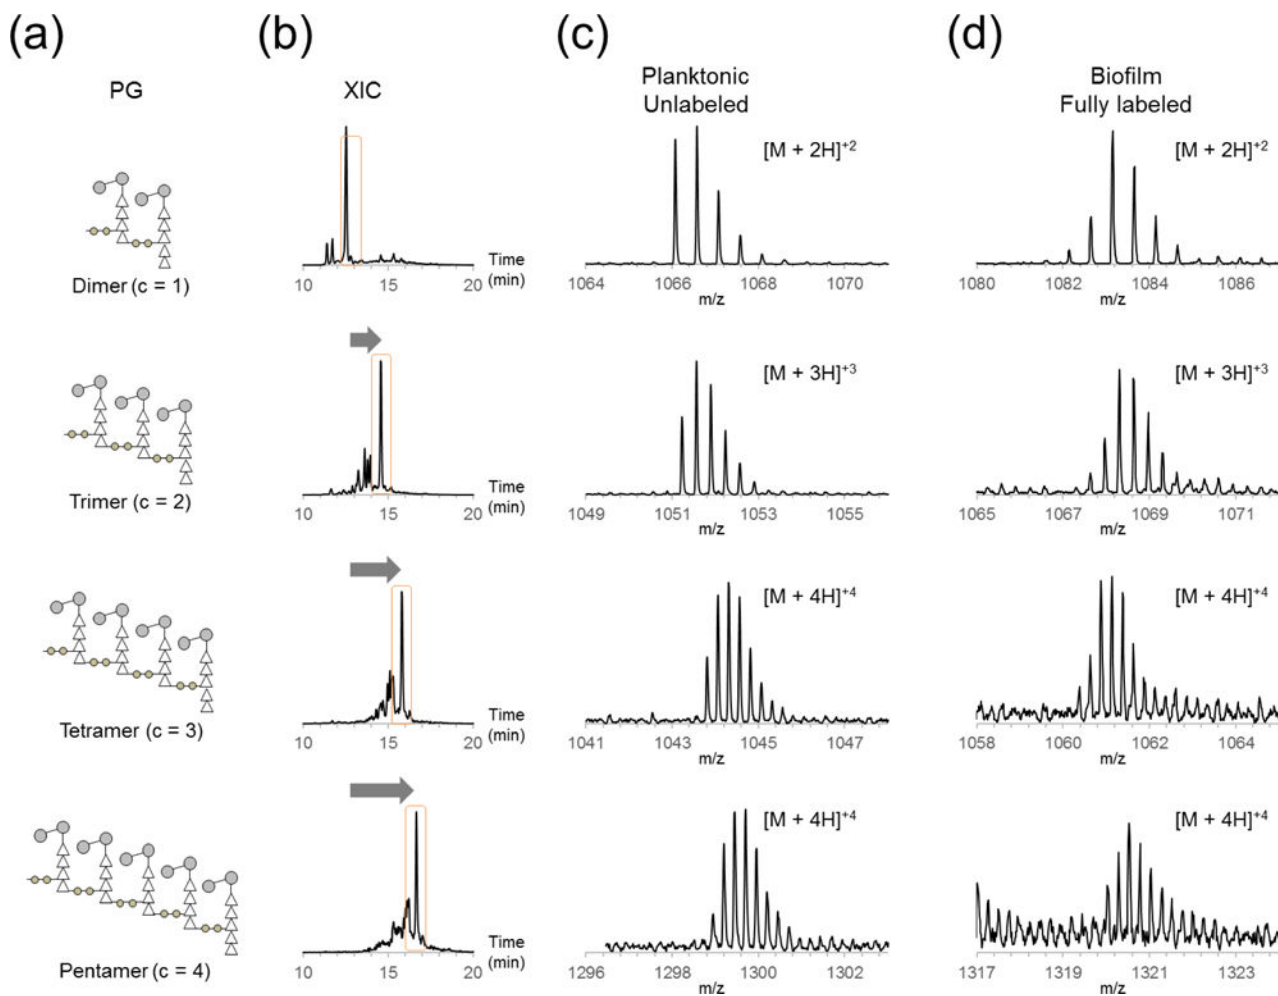 (a) (b) (c) (d)
PG XIC Planktonic Unlabeled Biofilm Fully labeled
Dimer (c = 1)
10 15 20 Time (min)
[M + 2H]+2
1064 1066 1068 1070
m/z
[M + 2H]+2
1080 1082 1084 1086
m/z
Trimer (c = 2)
10 15 20 Time (min)
[M + 3H]+3
1049 1051 1053 1055
m/z
[M + 3H]+3
1065 1067 1069 1071
m/z
Tetramer (c = 3)
10 15 20 Time (min)
[M + 4H]+4
1041 1043 1045 1047
m/z
[M + 4H]+4
1058 1060 1062 1064
m/z
Pentamer (c = 4)
10 15 20 Time (min)
[M + 4H]+4
1296 1298 1300 1302
m/z
[M + 4H]+4
1317 1319 1321 1323
m/z